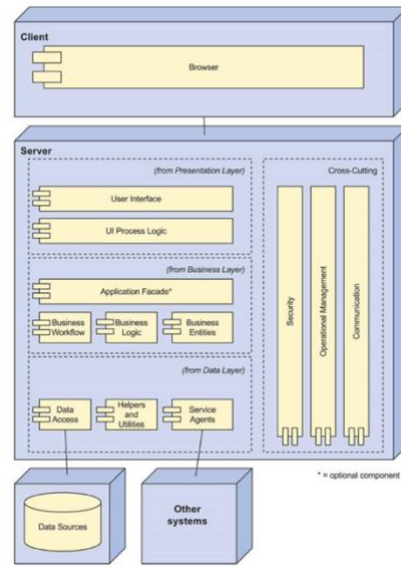 Client
Browser
Server
(from Presentation Layer)
User Interface
UI Process Logic
(from Business Layer)
Application Facade*
Business
Workflow
Business
Logic
Business
Entities
(from Data Layer)
Data
Access
Helpers
and
Utilities
Service
Agents
Cross-Cutting
Security
Operational Management
Communication
* = optional component
Data Sources
Other
systems